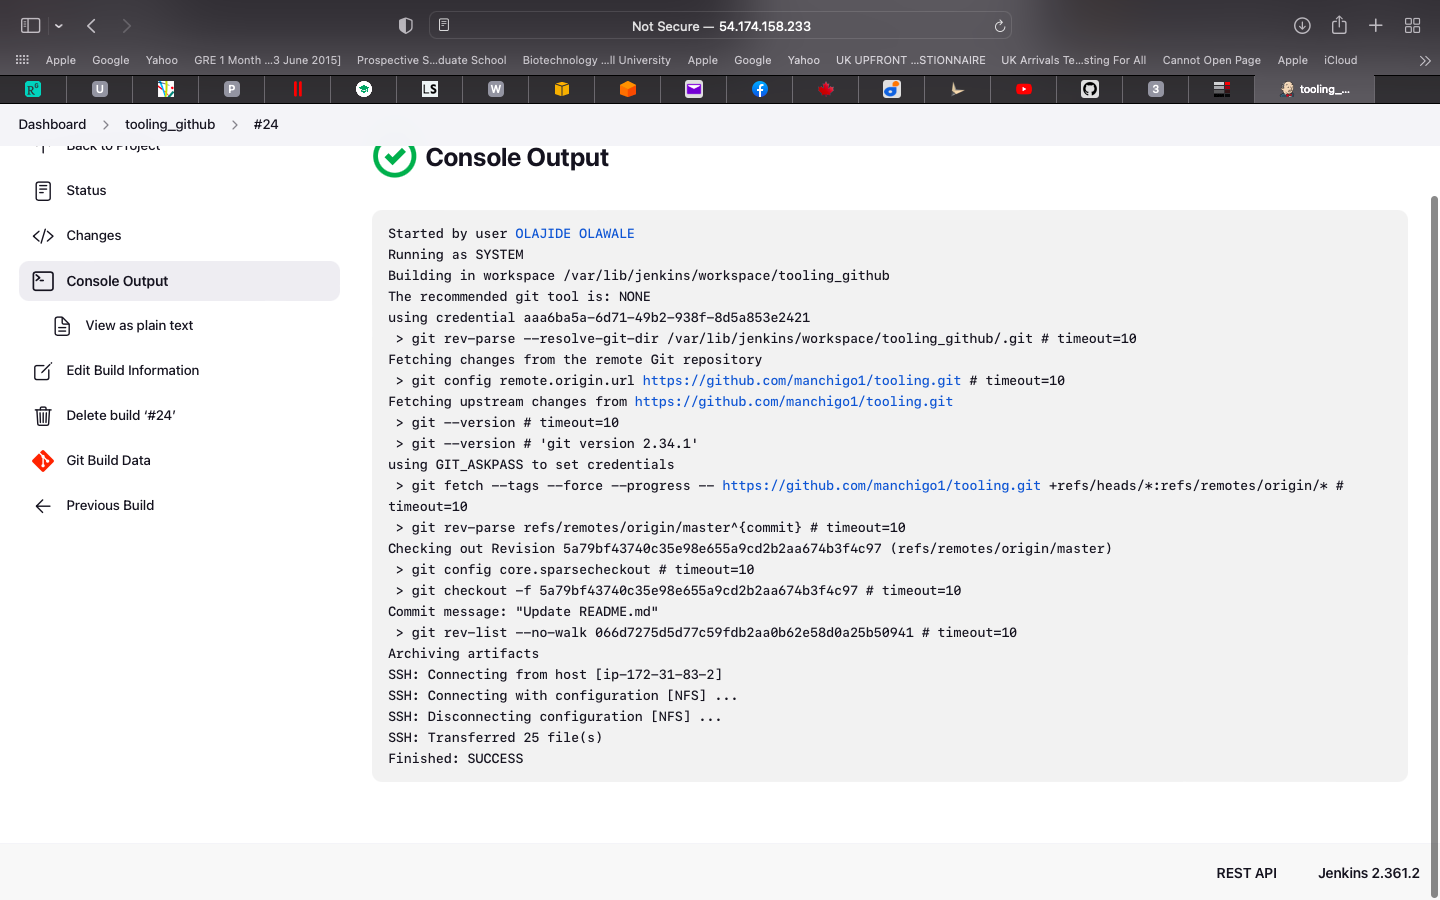 Not Secure — 54.174.158.233
Apple Google Yahoo GRE 1 Month ...3 June 2015] Prospective S...duate School Biotechnology ...ll University Apple Google Yahoo UK UPFRONT ...STIONNAIRE UK Arrivals Te...sting For All Cannot Open Page Apple iCloud
R U P LS W 3 tooling_...
Dashboard tooling_github #24
Back to Project
Console Output
Status
Changes
Console Output
View as plain text
Edit Build Information
Delete build ‘#24’
Git Build Data
Previous Build
Started by user OLAJIDE OLAWALE
Running as SYSTEM
Building in workspace /var/lib/jenkins/workspace/tooling_github
The recommended git tool is: NONE
using credential aaa6ba5a-6d71-49b2-938f-8d5a853e2421
> git rev-parse --resolve-git-dir /var/lib/jenkins/workspace/tooling_github/.git # timeout=10
Fetching changes from the remote Git repository
> git config remote.origin.url https://github.com/manchigo1/tooling.git # timeout=10
Fetching upstream changes from https://github.com/manchigo1/tooling.git
> git --version # timeout=10
> git --version # 'git version 2.34.1'
using GIT_ASKPASS to set credentials
> git fetch --tags --force --progress -- https://github.com/manchigo1/tooling.git +refs/heads/*:refs/remotes/origin/* #
timeout=10
> git rev-parse refs/remotes/origin/master^{commit} # timeout=10
Checking out Revision 5a79bf43740c35e98e655a9cd2b2aa674b3f4c97 (refs/remotes/origin/master)
> git config core.sparsecheckout # timeout=10
> git checkout -f 5a79bf43740c35e98e655a9cd2b2aa674b3f4c97 # timeout=10
Commit message: "Update README.md"
> git rev-list --no-walk 066d7275d5d77c59fdb2aa0b62e58d0a25b50941 # timeout=10
Archiving artifacts
SSH: Connecting from host [ip-172-31-83-2]
SSH: Connecting with configuration [NFS] ...
SSH: Disconnecting configuration [NFS] ...
SSH: Transferred 25 file(s)
Finished: SUCCESS
REST API Jenkins 2.361.2